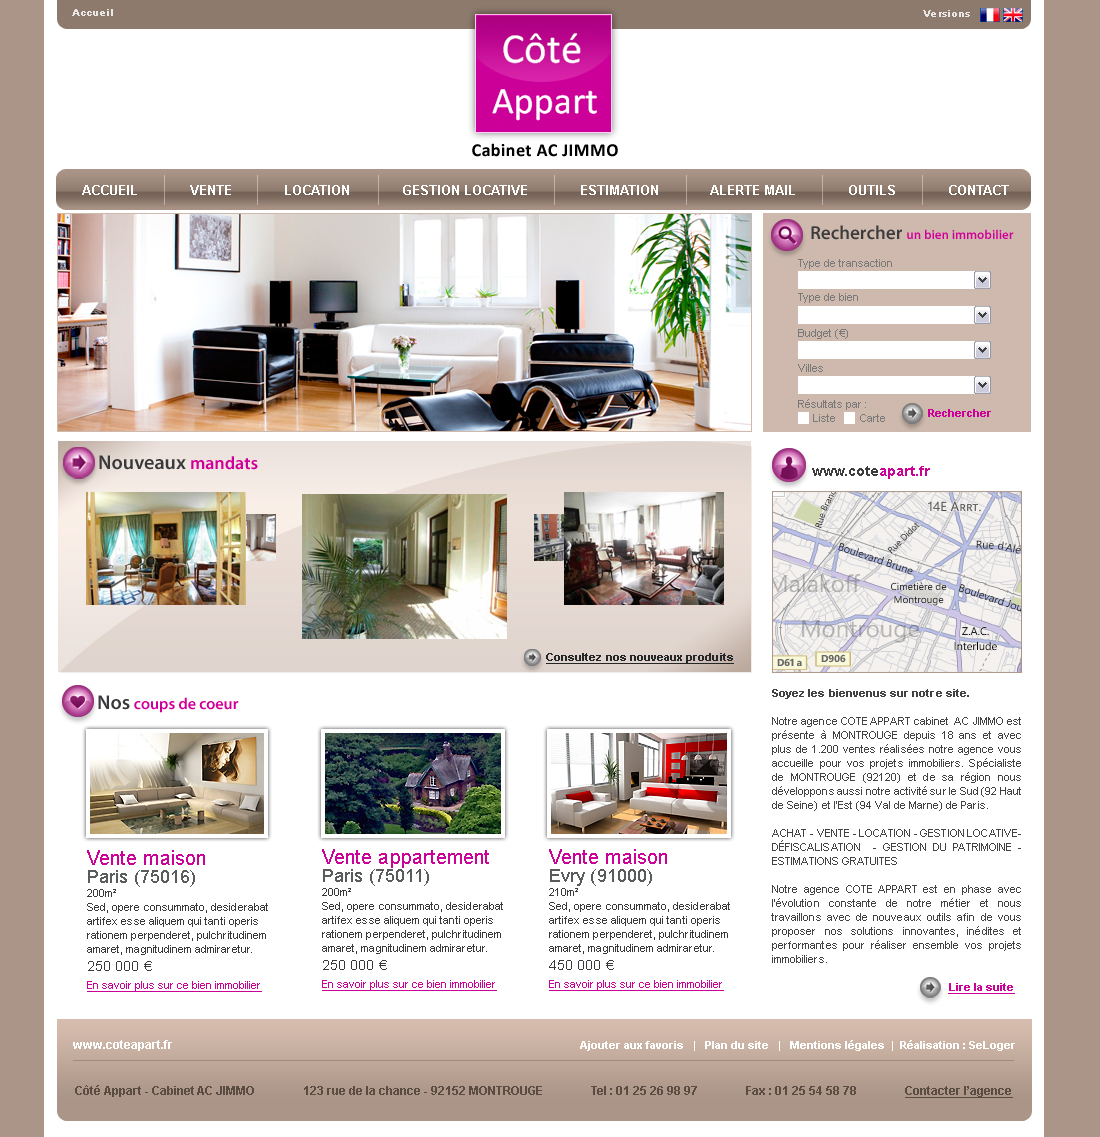 Accueil
Versions
Côté
Appart
Cabinet AC JIMMO
ACCUEIL VENTE LOCATION GESTION LOCATIVE ESTIMATION ALERTE MAIL OUTILS CONTACT
Rechercher un bien immobilier
Type de transaction
Type de bien
Budget (€)
Villes
Résultats par :
Liste Carte
Rechercher
Nouveaux mandats
Consultez nos nouveaux produits
www.coteapart.fr
14E ARRT.
Rue Didot
Rue d'Alé
Boulevard Brune
Malakoff
Cimetière de
Montrouge
Boulevard Jou
Montrouge
Z.A.C.
Interlude
D61 a
D906
Rue Branc
Soyez les bienvenus sur notre site.
Notre agence COTE APPART cabinet AC JIMMO est
présente à MONTROUGE depuis 18 ans et avec
plus de 1.200 ventes réalisées notre agence vous
accueille pour vos projets immobiliers. Spécialiste
de MONTROUGE (92120) et de sa région nous
développons aussi notre activité sur le Sud (92 Haut
de Seine) et l'Est (94 Val de Marne) de Paris.
ACHAT - VENTE - LOCATION - GESTION LOCATIVE-
DÉFISCALISATION - GESTION DU PATRIMOINE -
ESTIMATIONS GRATUITES
Notre agence COTE APPART est en phase avec
l'évolution constante de notre métier et nous
travaillons avec de nouveaux outils afin de vous
proposer nos solutions innovantes, inédites et
performantes pour réaliser ensemble vos projets
immobiliers.
Lire la suite
Nos coups de coeur
Vente maison
Paris (75016)
200m²
Sed, opere consummato, desiderabat
artifex esse aliquem qui tanti operis
rationem perpenderet, pulchritudinem
amaret, magnitudinem admiraretur.
250 000 €
En savoir plus sur ce bien immobilier
Vente appartement
Paris (75011)
200m²
Sed, opere consummato, desiderabat
artifex esse aliquem qui tanti operis
rationem perpenderet, pulchritudinem
amaret, magnitudinem admiraretur.
250 000 €
En savoir plus sur ce bien immobilier
Vente maison
Evry (91000)
210m²
Sed, opere consummato, desiderabat
artifex esse aliquem qui tanti operis
rationem perpenderet, pulchritudinem
amaret, magnitudinem admiraretur.
450 000 €
En savoir plus sur ce bien immobilier
www.coteapart.fr
Ajouter aux favoris | Plan du site | Mentions légales | Réalisation : SeLoger
Côté Appart - Cabinet AC JIMMO 123 rue de la chance - 92152 MONTROUGE Tel : 01 25 26 98 97 Fax : 01 25 54 58 78 Contacter l'agence